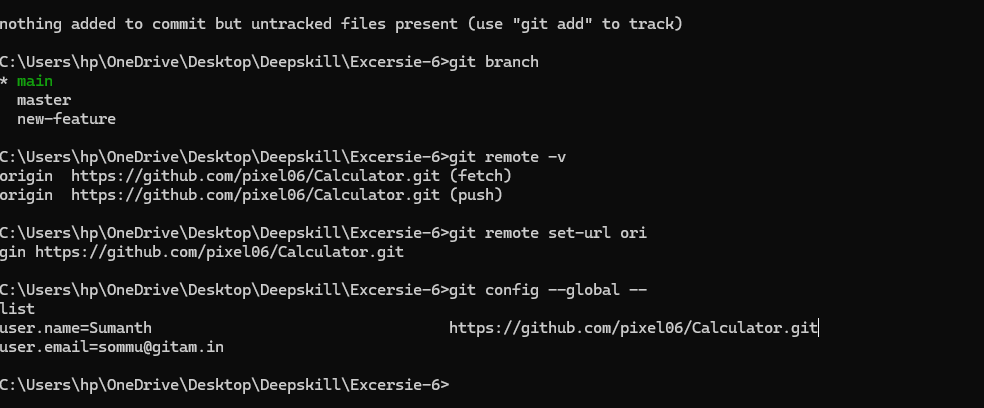 nothing added to commit but untracked files present (use "git add" to track)
C:\Users\hp\OneDrive\Desktop\Deepskill\Excersie-6>git branch
* main
  master
  new-feature
C:\Users\hp\OneDrive\Desktop\Deepskill\Excersie-6>git remote -v
origin  https://github.com/pixel06/Calculator.git (fetch)
origin  https://github.com/pixel06/Calculator.git (push)
C:\Users\hp\OneDrive\Desktop\Deepskill\Excersie-6>git remote set-url ori
gin https://github.com/pixel06/Calculator.git
C:\Users\hp\OneDrive\Desktop\Deepskill\Excersie-6>git config --global --
list
user.name=Sumanth                                 https://github.com/pixel06/Calculator.git
user.email=sommu@gitam.in
C:\Users\hp\OneDrive\Desktop\Deepskill\Excersie-6>